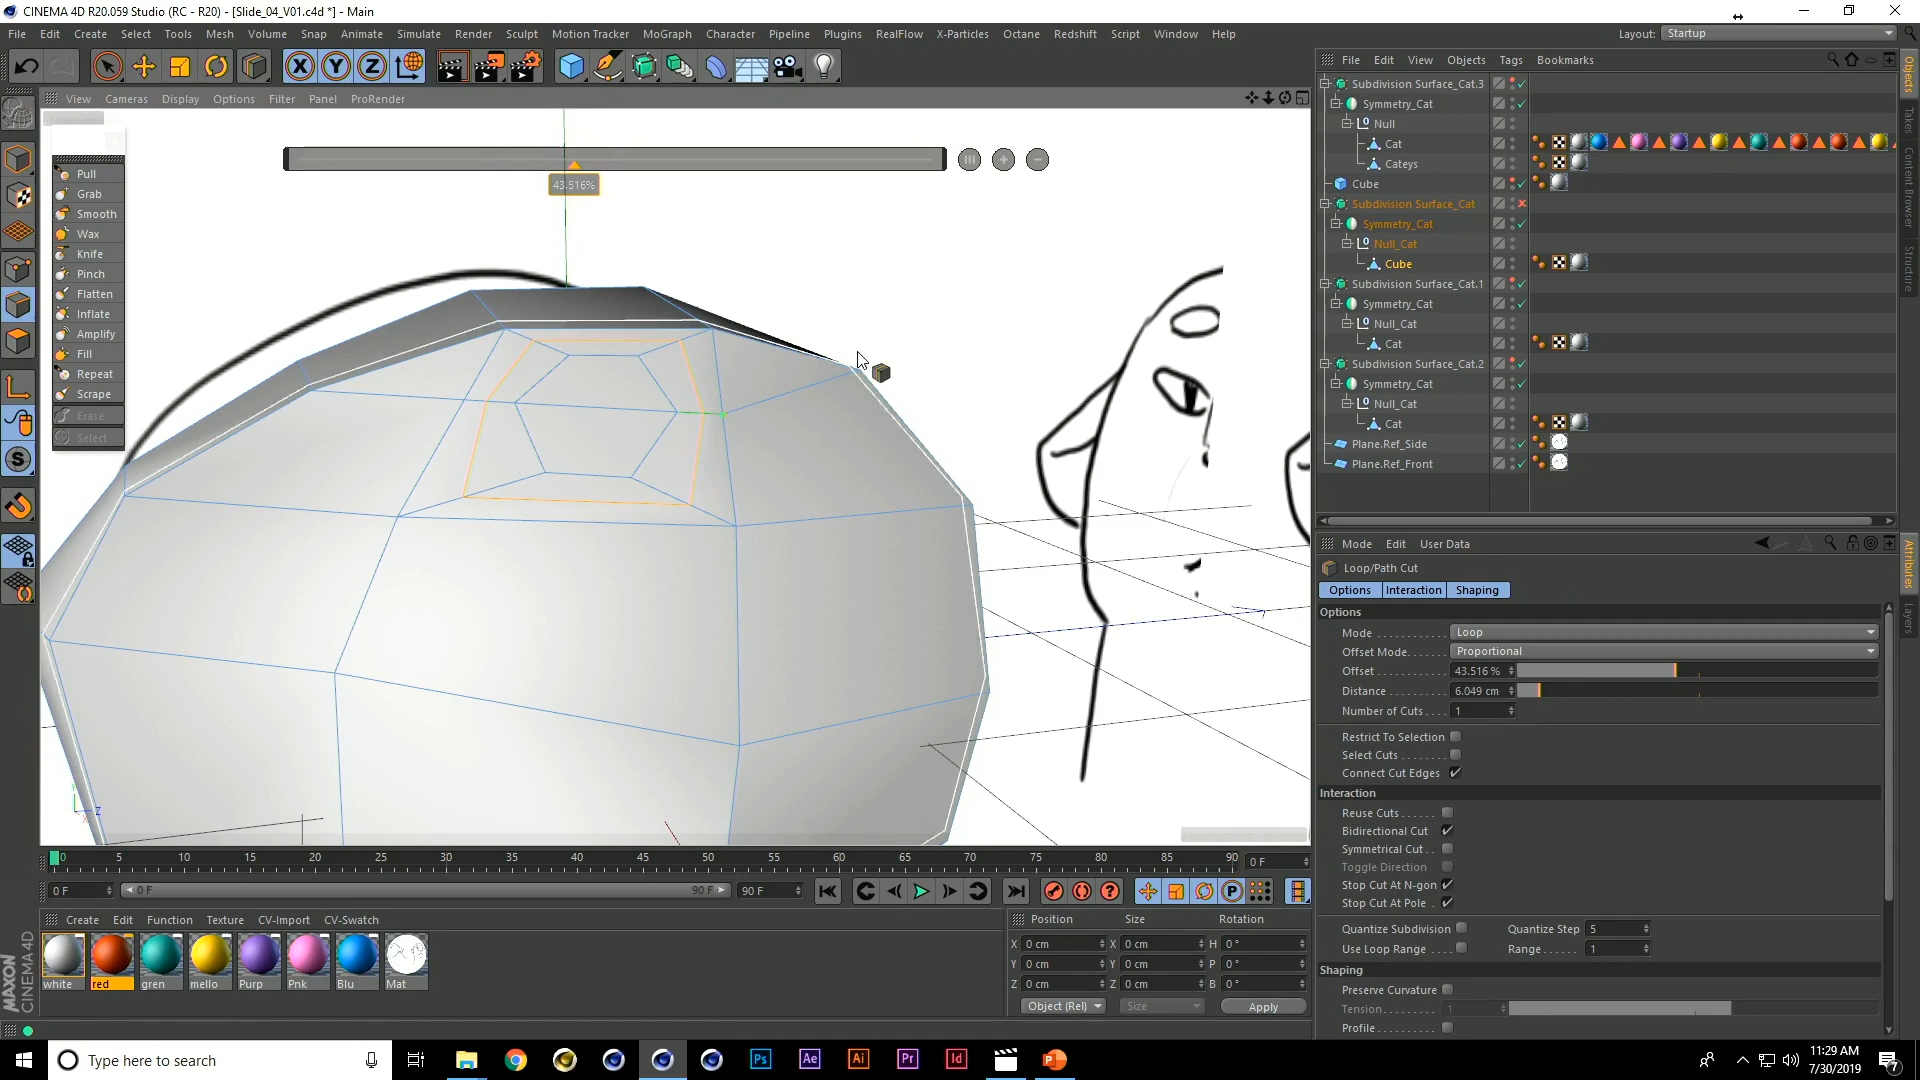 CINEMA 4D R20.059 Studio (RC - R20) - [Slide_04_V01.c4d *] - Main
File Edit Create Select Tools Mesh Volume Snap Animate Simulate Render Sculpt Motion Tracker MoGraph Character Pipeline Plugins RealFlow X-Particles Octane Redshift Script Window Help
Layout: Startup
View Cameras Display Options Filter Panel ProRender
43.516%
Pull
Grab
Smooth
Wax
Knife
Pinch
Flatten
Inflate
Amplify
Fill
Repeat
Scrape
Erase
Select
File Edit View Objects Tags Bookmarks
Subdivision Surface_Cat.3
Symmetry_Cat
Null
Cat
Cateys
Cube
Subdivision Surface_Cat
Symmetry_Cat
Null_Cat
Cube
Subdivision Surface_Cat.1
Symmetry_Cat
Null_Cat
Cat
Subdivision Surface_Cat.2
Symmetry_Cat
Null_Cat
Cat
Plane.Ref_Side
Plane.Ref_Front
Objects
Takes
Content Browser
Structure
Mode Edit User Data
Loop/Path Cut
Options Interaction Shaping
Options
Mode Loop
Offset Mode Proportional
Offset 43.516 %
Distance 6.049 cm
Number of Cuts 1
Restrict To Selection
Select Cuts
Connect Cut Edges
Interaction
Reuse Cuts
Bidirectional Cut
Symmetrical Cut
Toggle Direction
Stop Cut At N-gon
Stop Cut At Pole
Quantize Subdivision Quantize Step 5
Use Loop Range Range 1
Shaping
Preserve Curvature
Tension 1
Profile
Attributes
Layers
0 5 10 15 20 25 30 35 40 45 50 55 60 65 70 75 80 85 90 0 F
0 F 0 F 90 F 90 F
Create Edit Function Texture CV-Import CV-Swatch
white red gren mello Purp Pnk Blu Mat
Position Size Rotation
X 0 cm X 0 cm H 0 °
Y 0 cm Y 0 cm P 0 °
Z 0 cm Z 0 cm B 0 °
Object (Rel) Size Apply
MAXON
CINEMA 4D
Type here to search
Ps Ae Ai Pr Id
11:29 AM
7/30/2019
7